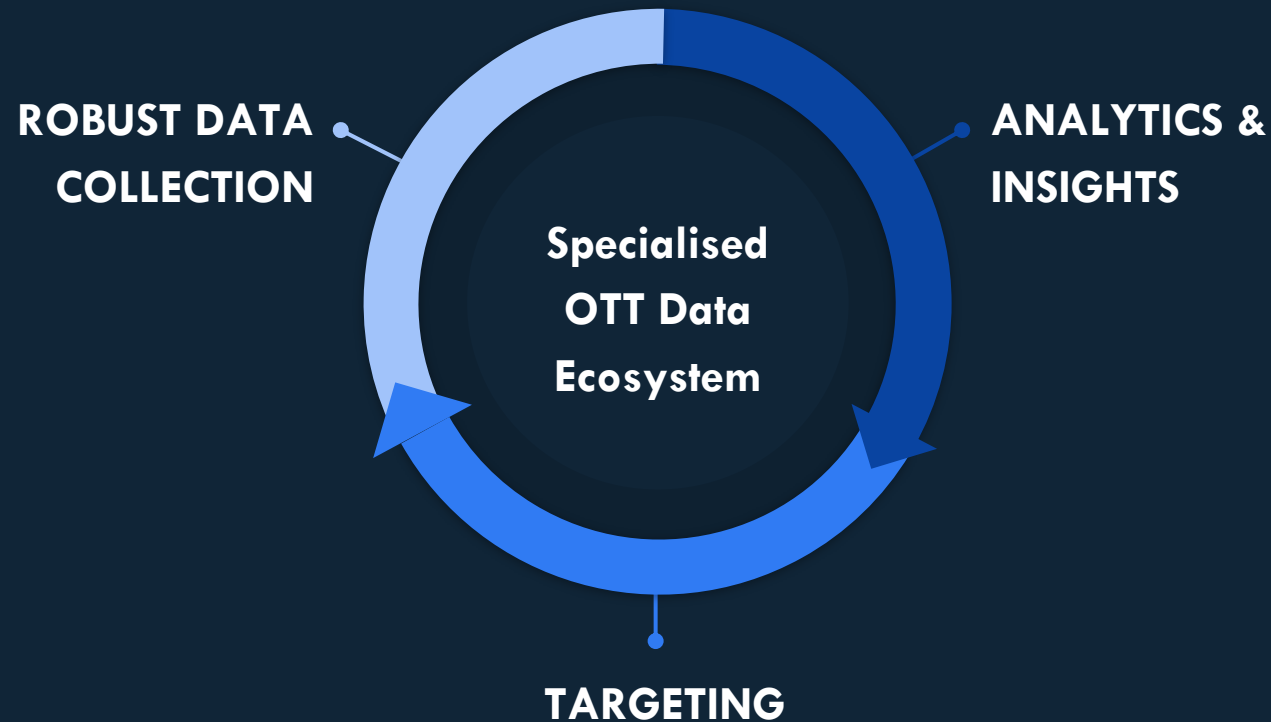 ROBUST DATA
COLLECTION
ANALYTICS &
INSIGHTS
Specialised
OTT Data
Ecosystem
TARGETING